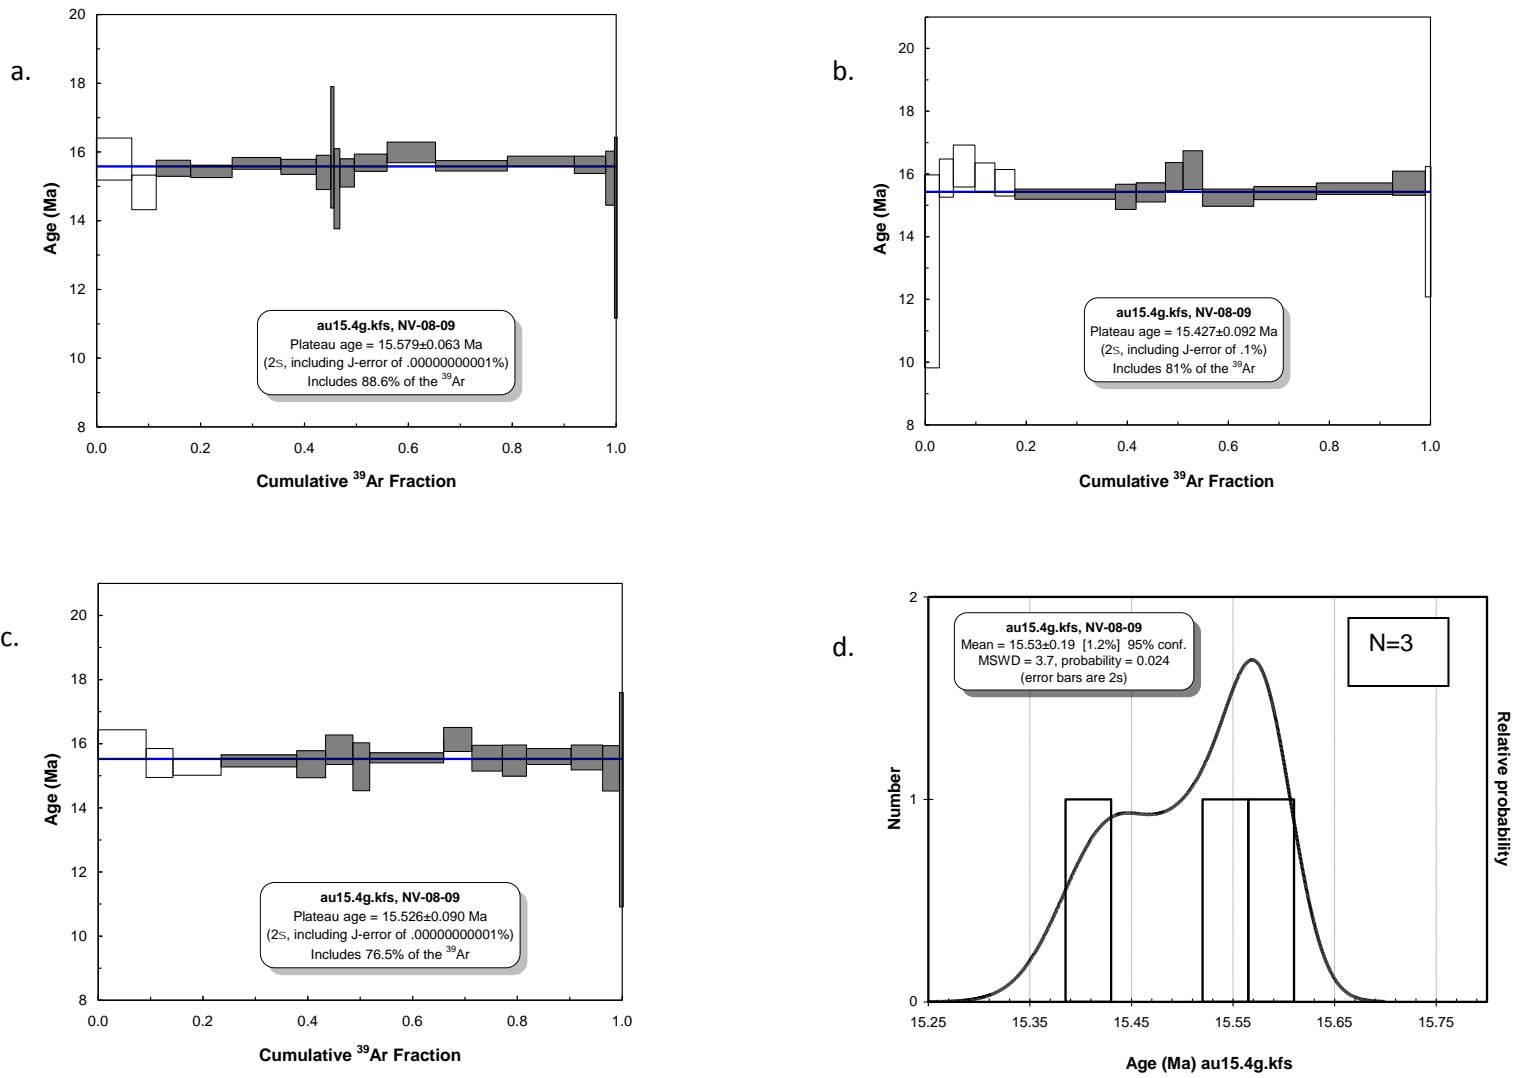 a.
20
18
16
14
12
10
8
Age (Ma)
au15.4g.kfs, NV-08-09
Plateau age = 15.579±0.063 Ma
(2s, including J-error of .00000000001%)
Includes 88.6% of the 39Ar
0.0 0.2 0.4 0.6 0.8 1.0
Cumulative 39Ar Fraction
b.
20
18
16
14
12
10
8
Age (Ma)
au15.4g.kfs, NV-08-09
Plateau age = 15.427±0.092 Ma
(2s, including J-error of .1%)
Includes 81% of the 39Ar
0.0 0.2 0.4 0.6 0.8 1.0
Cumulative 39Ar Fraction
c.
20
18
16
14
12
10
8
Age (Ma)
au15.4g.kfs, NV-08-09
Plateau age = 15.526±0.090 Ma
(2s, including J-error of .00000000001%)
Includes 76.5% of the 39Ar
0.0 0.2 0.4 0.6 0.8 1.0
Cumulative 39Ar Fraction
d.
2
1
0
Number
au15.4g.kfs, NV-08-09
Mean = 15.53±0.19 [1.2%] 95% conf.
MSWD = 3.7, probability = 0.024
(error bars are 2s)
N=3
Relative probability
15.25 15.35 15.45 15.55 15.65 15.75
Age (Ma) au15.4g.kfs